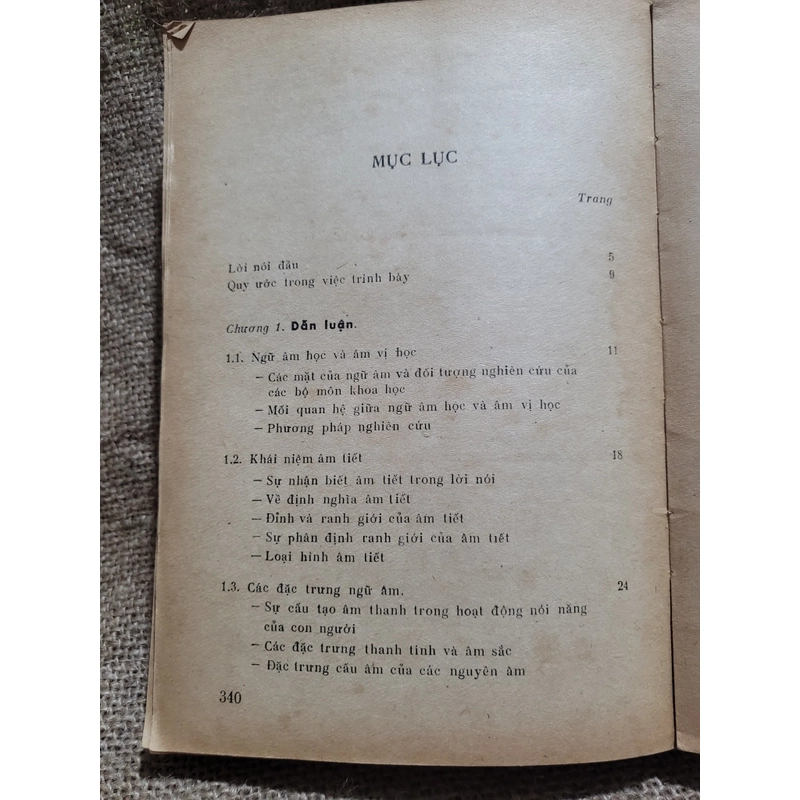 MỤC LỤC
Trang
Lời nói đầu 5
Quy ước trong việc trình bày 9
Chương 1. Dẫn luận.
1.1. Ngữ âm học và âm vị học 11
– Các mặt của ngữ âm và đối tượng nghiên cứu của
các bộ môn khoa học
– Mối quan hệ giữa ngữ âm học và âm vị học
– Phương pháp nghiên cứu
1.2. Khái niệm âm tiết 18
– Sự nhận biết âm tiết trong lời nói
– Về định nghĩa âm tiết
– Đỉnh và ranh giới của âm tiết
– Sự phân định ranh giới của âm tiết
– Loại hình âm tiết
1.3. Các đặc trưng ngữ âm. 24
– Sự cấu tạo âm thanh trong hoạt động nói năng
của con người
– Các đặc trưng thanh tính và âm sắc
– Đặc trưng cấu âm của các nguyên âm
340